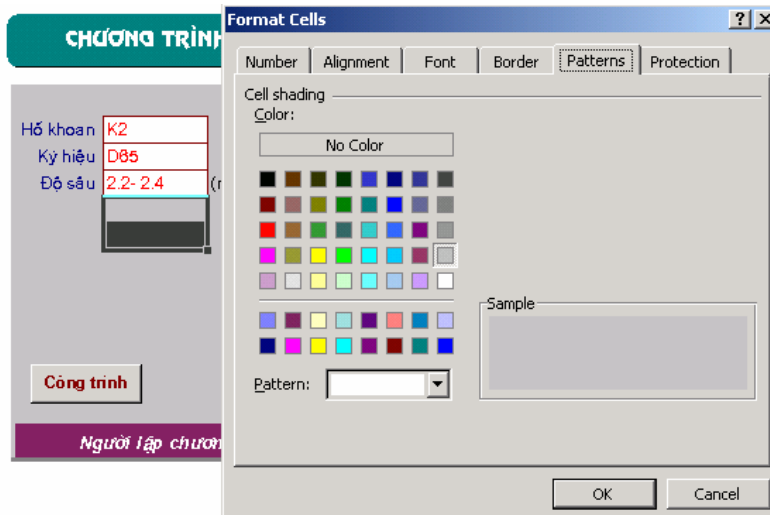 Format Cells
CHƯƠNG TRÌNH
Number Alignment Font Border Patterns Protection
Cell shading
Color:
No Color
Hố khoan K2
Ký hiệu D65
Độ sâu 2.2- 2.4
Sample
Pattern:
Công trình
Người lập chươn
OK Cancel